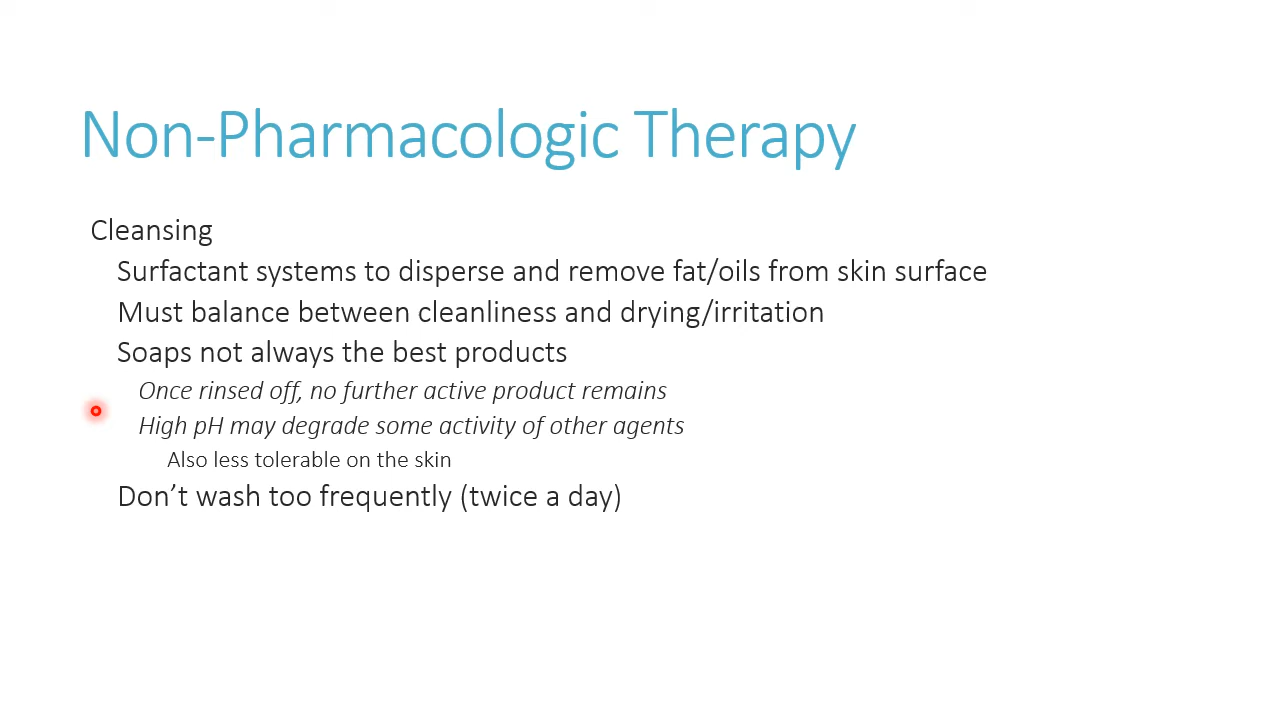 Non-Pharmacologic Therapy
Cleansing
Surfactant systems to disperse and remove fat/oils from skin surface
Must balance between cleanliness and drying/irritation
Soaps not always the best products
Once rinsed off, no further active product remains
High pH may degrade some activity of other agents
Also less tolerable on the skin
Don’t wash too frequently (twice a day)